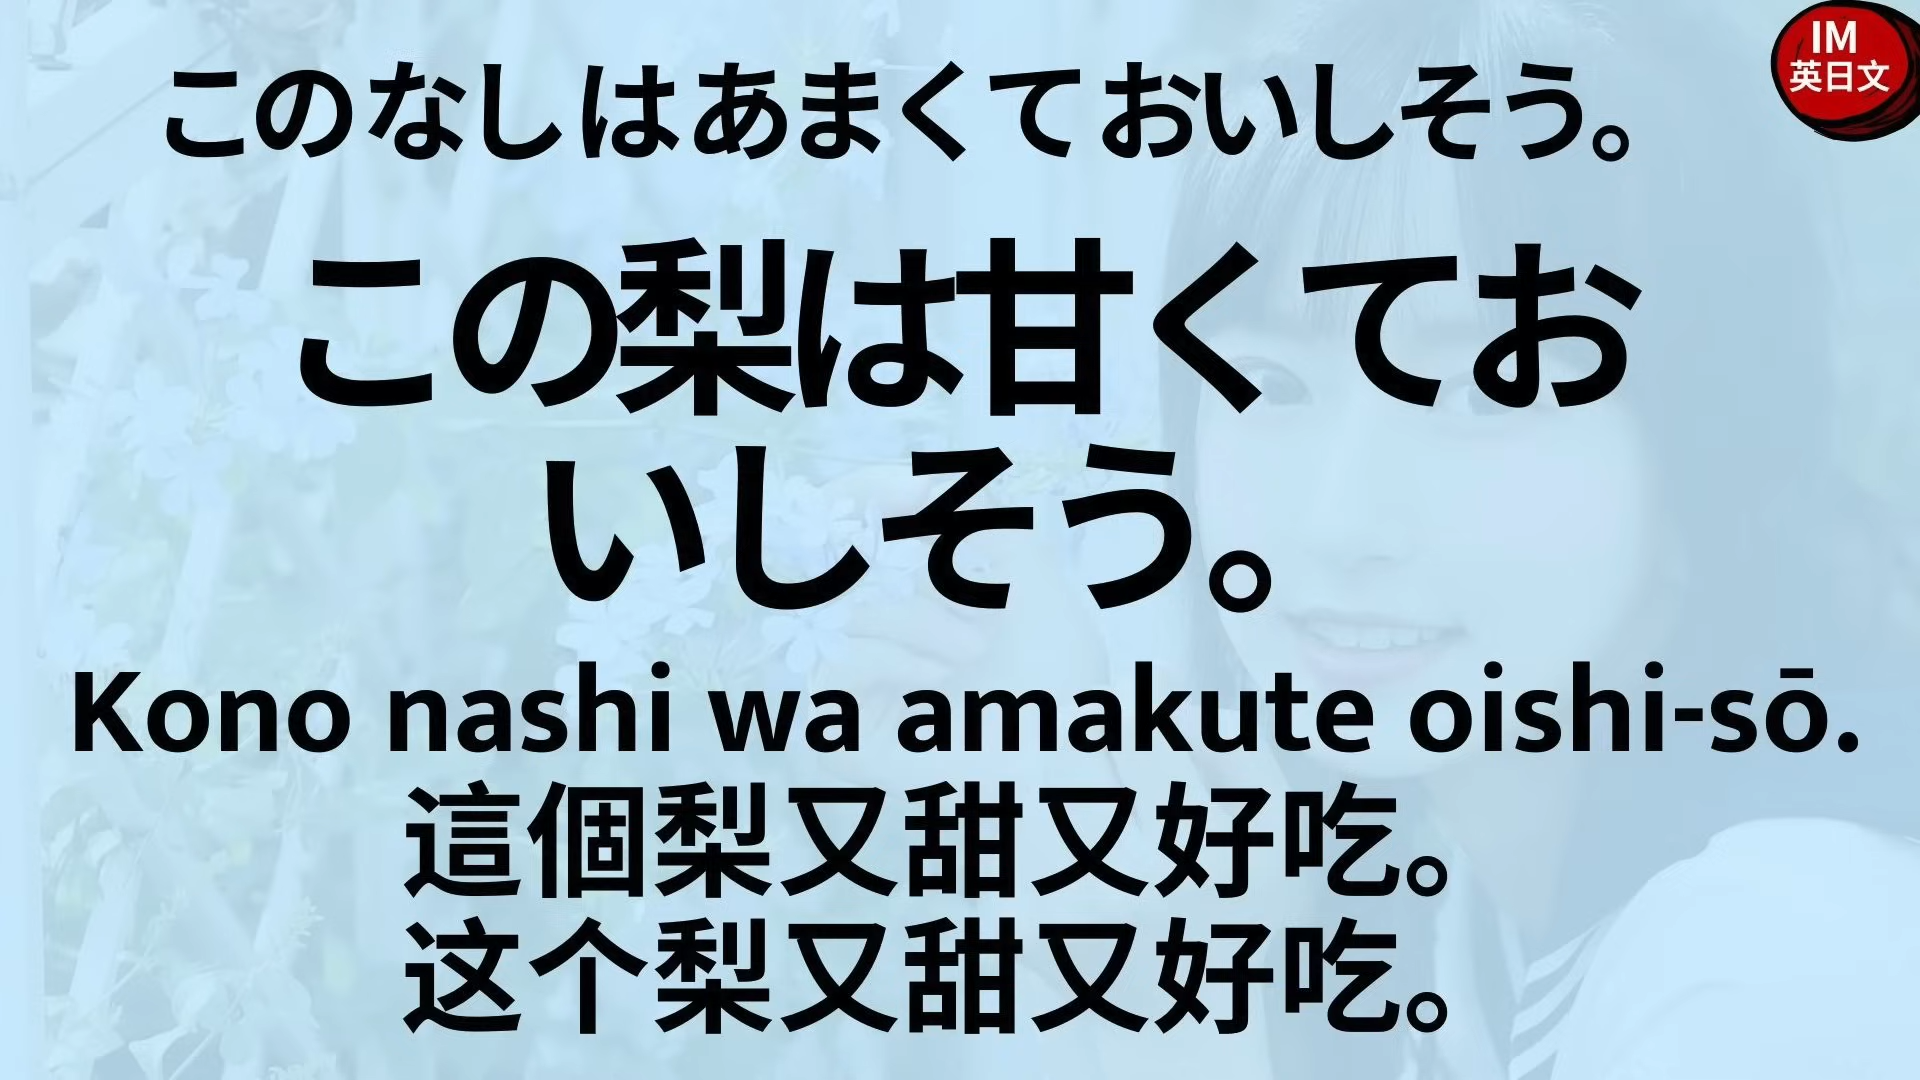 IM
英日文
このなしはあまくておいしそう。
この梨は甘くてお
いしそう。
Kono nashi wa amakute oishi-sō.
這個梨又甜又好吃。
这个梨又甜又好吃。